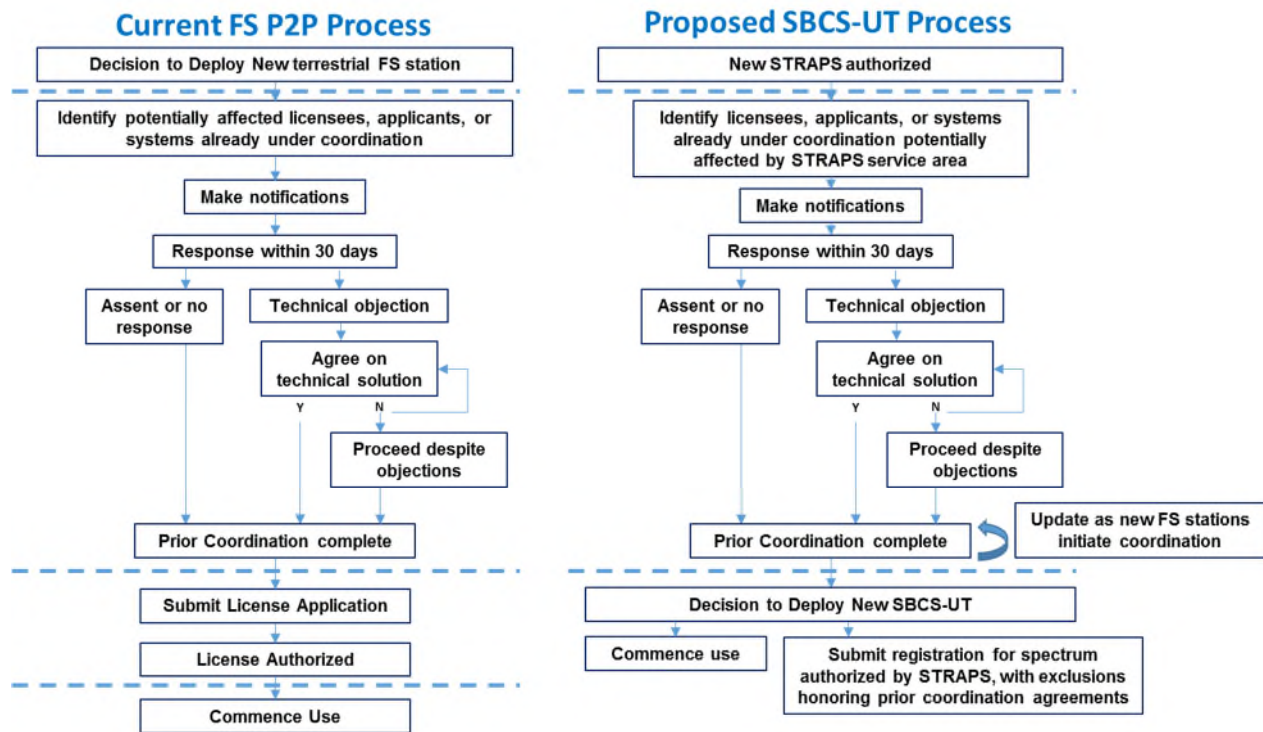 Current FS P2P Process
Decision to Deploy New terrestrial FS station
Identify potentially affected licensees, applicants, or
systems already under coordination
Make notifications
Response within 30 days
Assent or no
response
Technical objection
Agree on
technical solution
Y
N
Proceed despite
objections
Prior Coordination complete
Submit License Application
License Authorized
Commence Use
Proposed SBCS-UT Process
New STRAPS authorized
Identify licensees, applicants, or systems
already under coordination potentially
affected by STRAPS service area
Make notifications
Response within 30 days
Assent or no
response
Technical objection
Agree on
technical solution
Y
N
Proceed despite
objections
Prior Coordination complete
Update as new FS stations
initiate coordination
Decision to Deploy New SBCS-UT
Commence use
Submit registration for spectrum
authorized by STRAPS, with exclusions
honoring prior coordination agreements